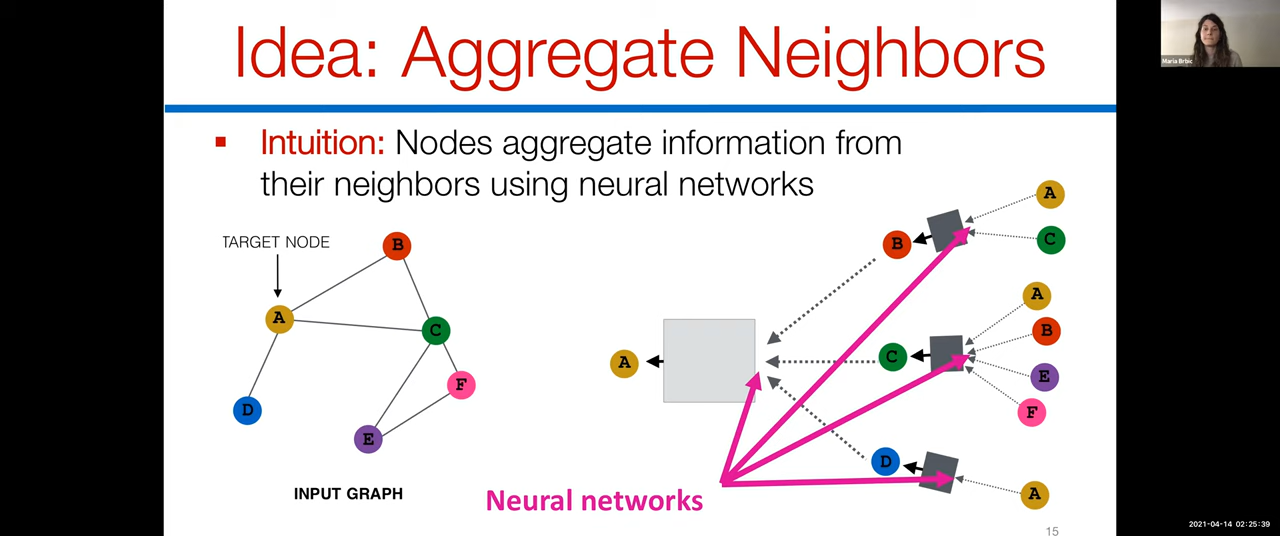 Idea: Aggregate Neighbors
Maria Brbic
▪ Intuition: Nodes aggregate information from
their neighbors using neural networks
TARGET NODE
B
A
C
F
D
E
INPUT GRAPH
A
B
C
D
A
C
A
B
E
F
A
Neural networks
15
2021-04-14 02:25:39